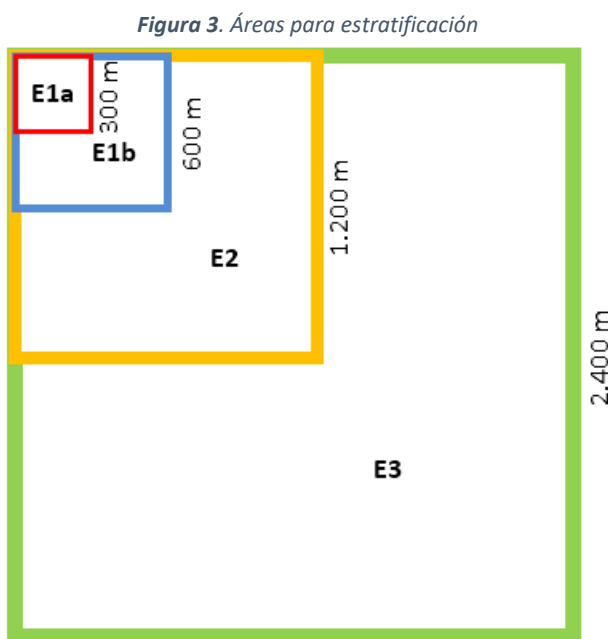 Figura 3. Áreas para estratificación
E1a
300 m
E1b
600 m
E2
1.200 m
E3
2.400 m